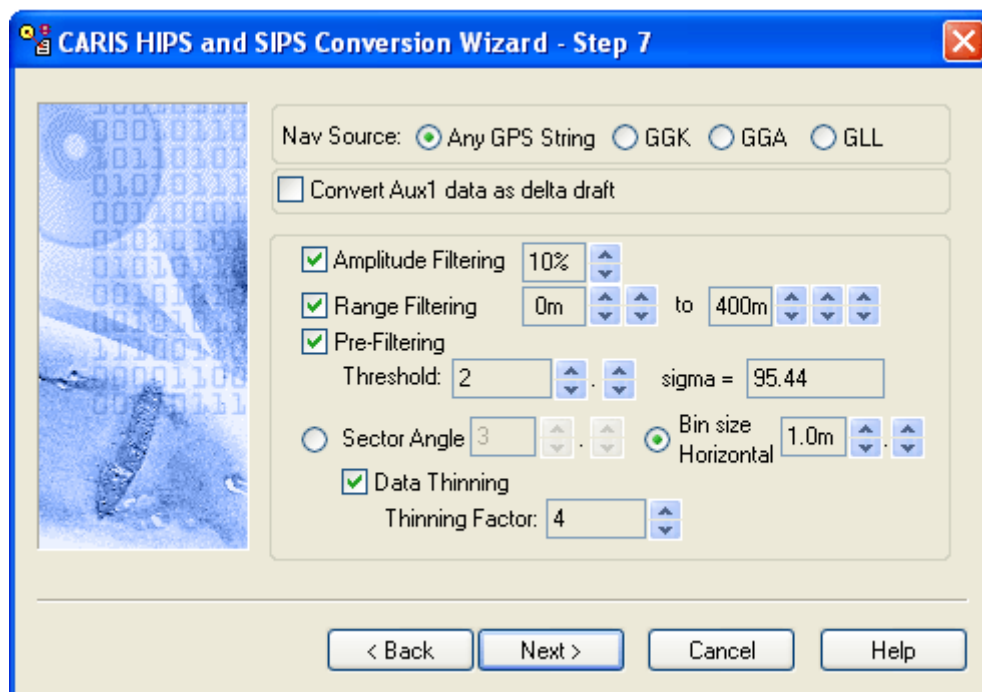 CARIS HIPS and SIPS Conversion Wizard - Step 7
Nav Source: Any GPS String GGK GGA GLL
Convert Aux1 data as delta draft
Amplitude Filtering 10%
Range Filtering 0m to 400m
Pre-Filtering
Threshold: 2 . sigma = 95.44
Sector Angle 3 . Bin size Horizontal 1.0m .
Data Thinning
Thinning Factor: 4
< Back Next > Cancel Help